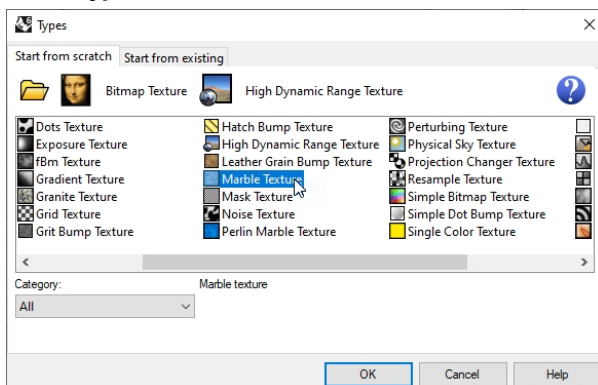 Types
Start from scratch Start from existing
Bitmap Texture High Dynamic Range Texture
Dots Texture Hatch Bump Texture Perturbing Texture
Exposure Texture High Dynamic Range Texture Physical Sky Texture
fBm Texture Leather Grain Bump Texture Projection Changer Texture
Gradient Texture Marble Texture Resample Texture
Granite Texture Mask Texture Simple Bitmap Texture
Grid Texture Noise Texture Simple Dot Bump Texture
Grit Bump Texture Perlin Marble Texture Single Color Texture
Category: Marble texture
All
OK Cancel Help